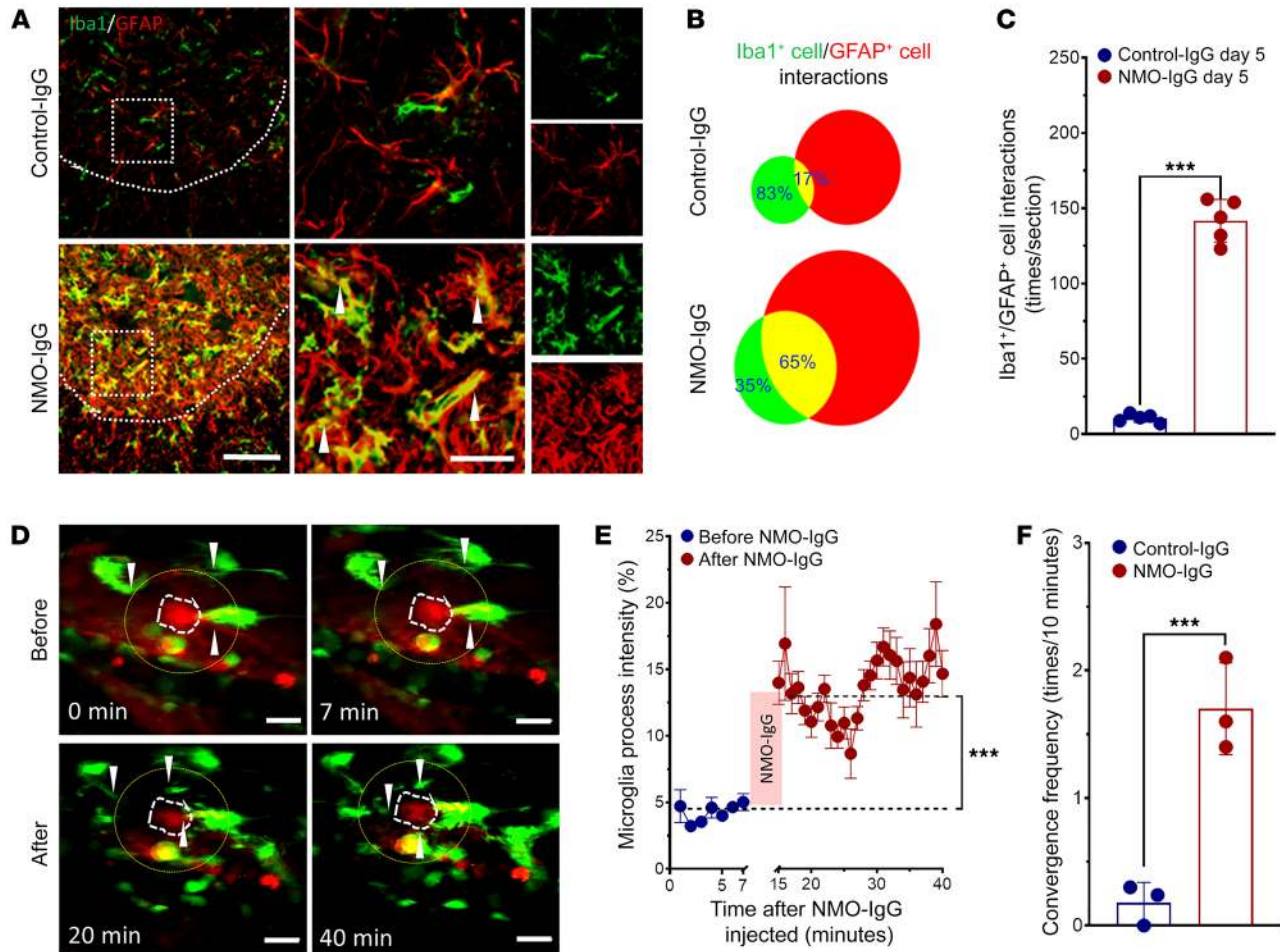 A
Iba1/GFAP
Control-IgG
NMO-IgG
B
Iba1⁺ cell/GFAP⁺ cell
interactions
Control-IgG
83%
17%
NMO-IgG
35%
65%
C
Control-IgG day 5
NMO-IgG day 5
Iba1⁺/GFAP⁺ cell interactions
(times/section)
250
200
150
100
50
0
***
D
Before
0 min
7 min
After
20 min
40 min
E
Before NMO-IgG
After NMO-IgG
Microglia process intensity (%)
25
20
15
10
5
0
NMO-IgG
***
0
5
7
15
20
30
40
Time after NMO-IgG
injected (minutes)
F
Control-IgG
NMO-IgG
Convergence frequency (times/10 minutes)
3
2
1
0
***